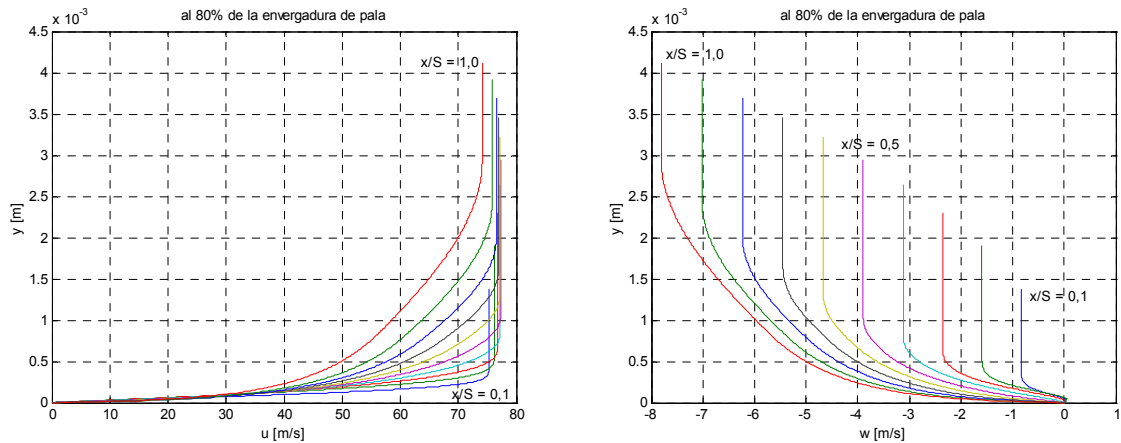 al 80% de la envergadura de pala
x 10-3
4.5
4
3.5
3
2.5
2
1.5
1
0.5
0
y [m]
x/S = 1,0
x/S = 0,1
0 10 20 30 40 50 60 70 80
u [m/s]
al 80% de la envergadura de pala
x 10-3
4.5
4
3.5
3
2.5
2
1.5
1
0.5
0
y [m]
x/S = 1,0
x/S = 0,5
x/S = 0,1
-8 -7 -6 -5 -4 -3 -2 -1 0 1
w [m/s]